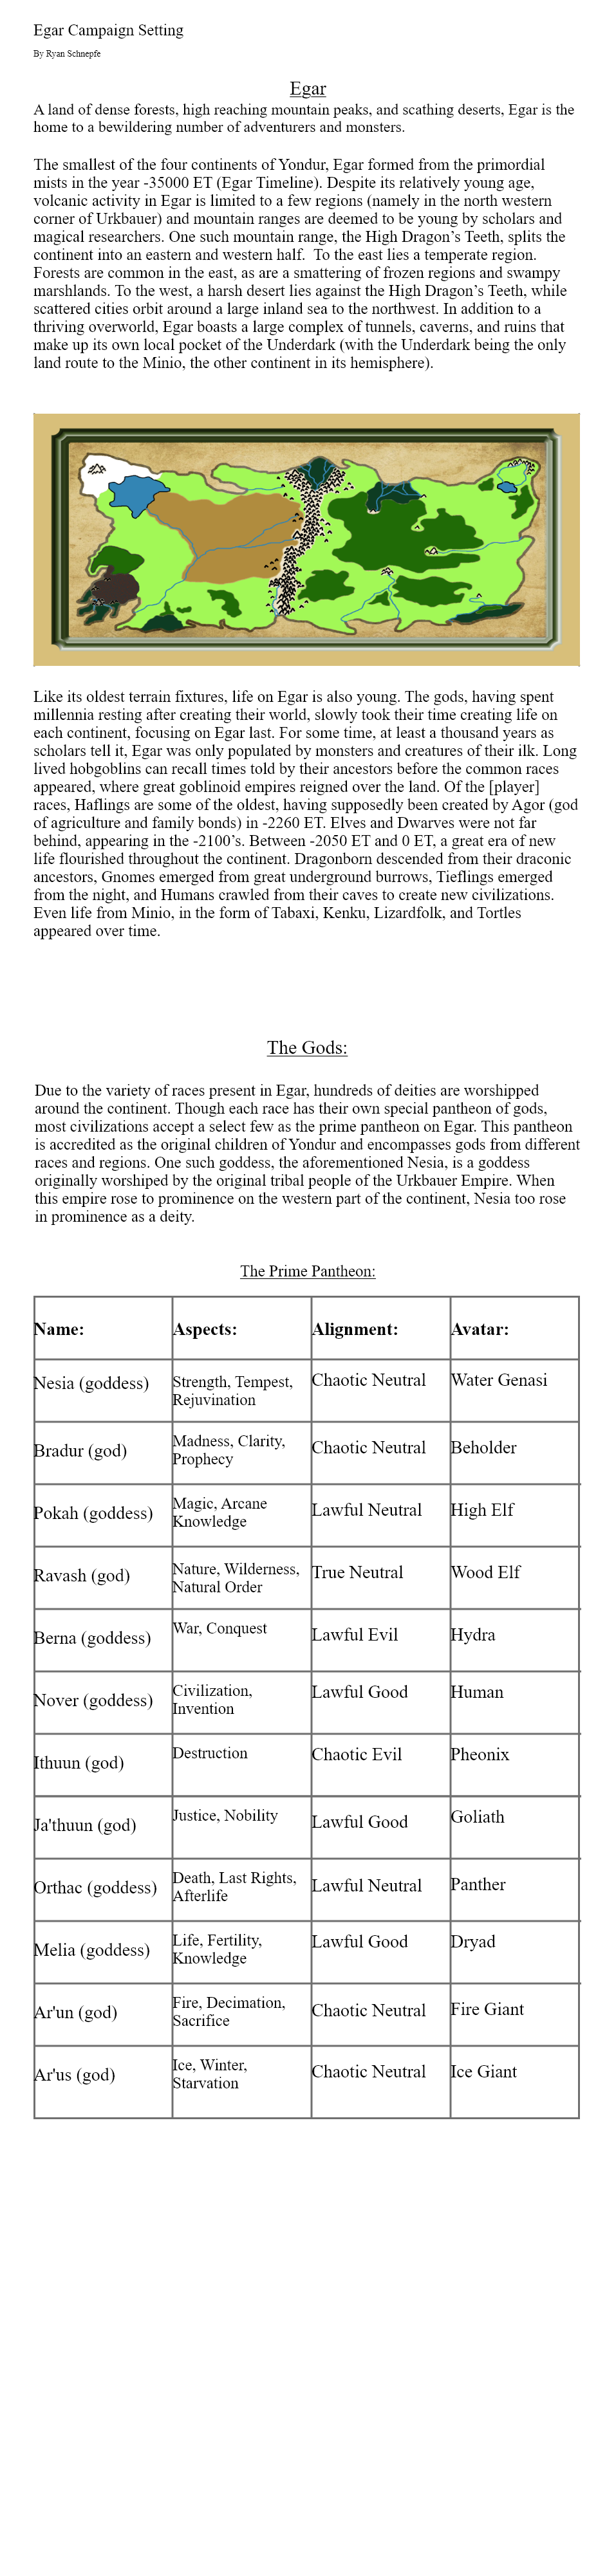 Egar Campaign Setting
By Ryan Schnepfe
Egar
A land of dense forests, high reaching mountain peaks, and scathing deserts, Egar is the
home to a bewildering number of adventurers and monsters.
The smallest of the four continents of Yondur, Egar formed from the primordial
mists in the year -35000 ET (Egar Timeline). Despite its relatively young age,
volcanic activity in Egar is limited to a few regions (namely in the north western
corner of Urkbauer) and mountain ranges are deemed to be young by scholars and
magical researchers. One such mountain range, the High Dragon’s Teeth, splits the
continent into an eastern and western half.  To the east lies a temperate region.
Forests are common in the east, as are a smattering of frozen regions and swampy
marshlands. To the west, a harsh desert lies against the High Dragon’s Teeth, while
scattered cities orbit around a large inland sea to the northwest. In addition to a
thriving overworld, Egar boasts a large complex of tunnels, caverns, and ruins that
make up its own local pocket of the Underdark (with the Underdark being the only
land route to the Minio, the other continent in its hemisphere).
Like its oldest terrain fixtures, life on Egar is also young. The gods, having spent
millennia resting after creating their world, slowly took their time creating life on
each continent, focusing on Egar last. For some time, at least a thousand years as
scholars tell it, Egar was only populated by monsters and creatures of their ilk. Long
lived hobgoblins can recall times told by their ancestors before the common races
appeared, where great goblinoid empires reigned over the land. Of the [player]
races, Haflings are some of the oldest, having supposedly been created by Agor (god
of agriculture and family bonds) in -2260 ET. Elves and Dwarves were not far
behind, appearing in the -2100’s. Between -2050 ET and 0 ET, a great era of new
life flourished throughout the continent. Dragonborn descended from their draconic
ancestors, Gnomes emerged from great underground burrows, Tieflings emerged
from the night, and Humans crawled from their caves to create new civilizations.
Even life from Minio, in the form of Tabaxi, Kenku, Lizardfolk, and Tortles
appeared over time.
The Gods:
Due to the variety of races present in Egar, hundreds of deities are worshipped
around the continent. Though each race has their own special pantheon of gods,
most civilizations accept a select few as the prime pantheon on Egar. This pantheon
is accredited as the original children of Yondur and encompasses gods from different
races and regions. One such goddess, the aforementioned Nesia, is a goddess
originally worshiped by the original tribal people of the Urkbauer Empire. When
this empire rose to prominence on the western part of the continent, Nesia too rose
in prominence as a deity.
The Prime Pantheon:
Name: Aspects: Alignment: Avatar:
Nesia (goddess) Strength, Tempest, Chaotic Neutral Water Genasi
Rejuvination
Bradur (god) Madness, Clarity, Chaotic Neutral Beholder
Prophecy
Pokah (goddess) Magic, Arcane Lawful Neutral High Elf
Knowledge
Ravash (god) Nature, Wilderness, True Neutral Wood Elf
Natural Order
Berna (goddess) War, Conquest Lawful Evil Hydra
Nover (goddess) Civilization, Lawful Good Human
Invention
Ithuun (god) Destruction Chaotic Evil Pheonix
Ja'thuun (god) Justice, Nobility Lawful Good Goliath
Orthac (goddess) Death, Last Rights, Lawful Neutral Panther
Afterlife
Melia (goddess) Life, Fertility, Lawful Good Dryad
Knowledge
Ar'un (god) Fire, Decimation, Chaotic Neutral Fire Giant
Sacrifice
Ar'us (god) Ice, Winter, Chaotic Neutral Ice Giant
Starvation